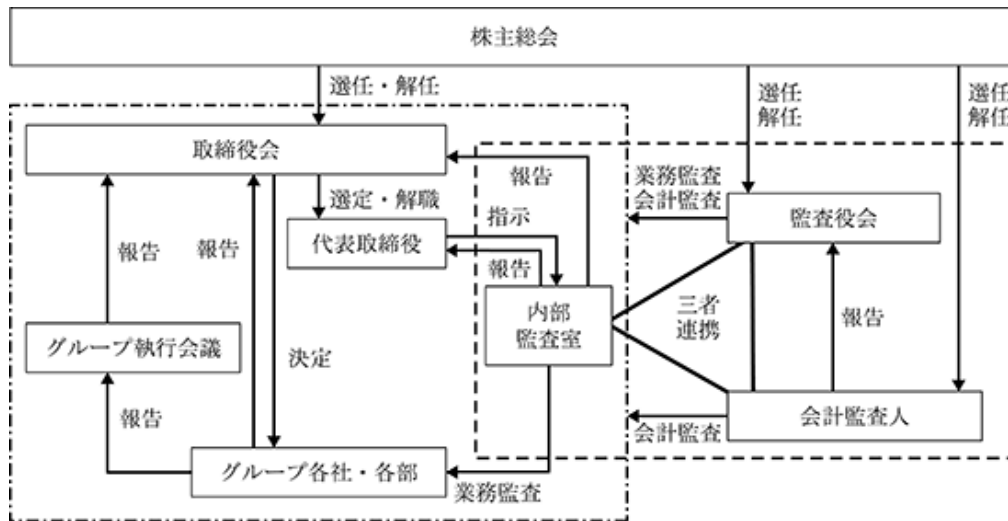 株主総会
選任・解任
選任
解任
選任
解任
取締役会
報告
業務監査
会計監査
選定・解職
指示
監査役会
代表取締役
報告
報告
報告
内部
監査室
三者
連携
報告
グループ執行会議
決定
報告
会計監査
会計監査人
グループ各社・各部
業務監査